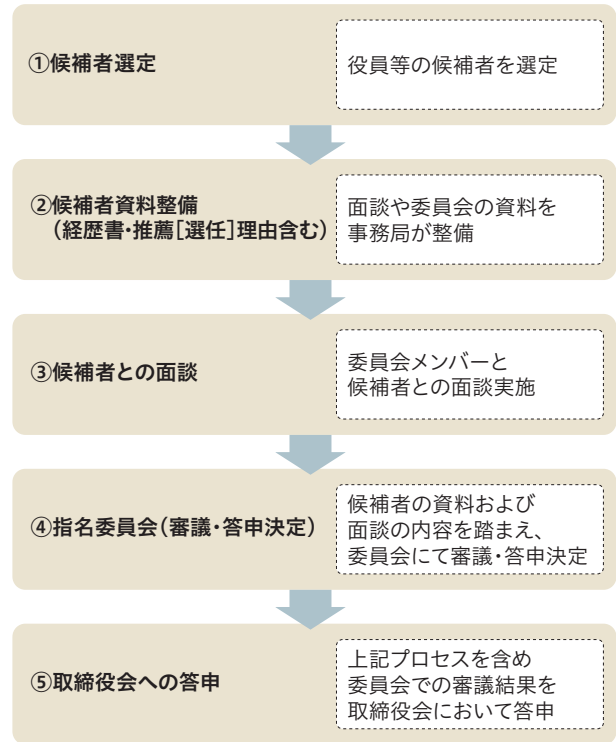 ①候補者選定
役員等の候補者を選定
②候補者資料整備
（経歴書・推薦［選任］理由含む）
面談や委員会の資料を
事務局が整備
③候補者との面談
委員会メンバーと
候補者との面談実施
④指名委員会（審議・答申決定）
候補者の資料および
面談の内容を踏まえ、
委員会にて審議・答申決定
⑤取締役会への答申
上記プロセスを含め
委員会での審議結果を
取締役会において答申